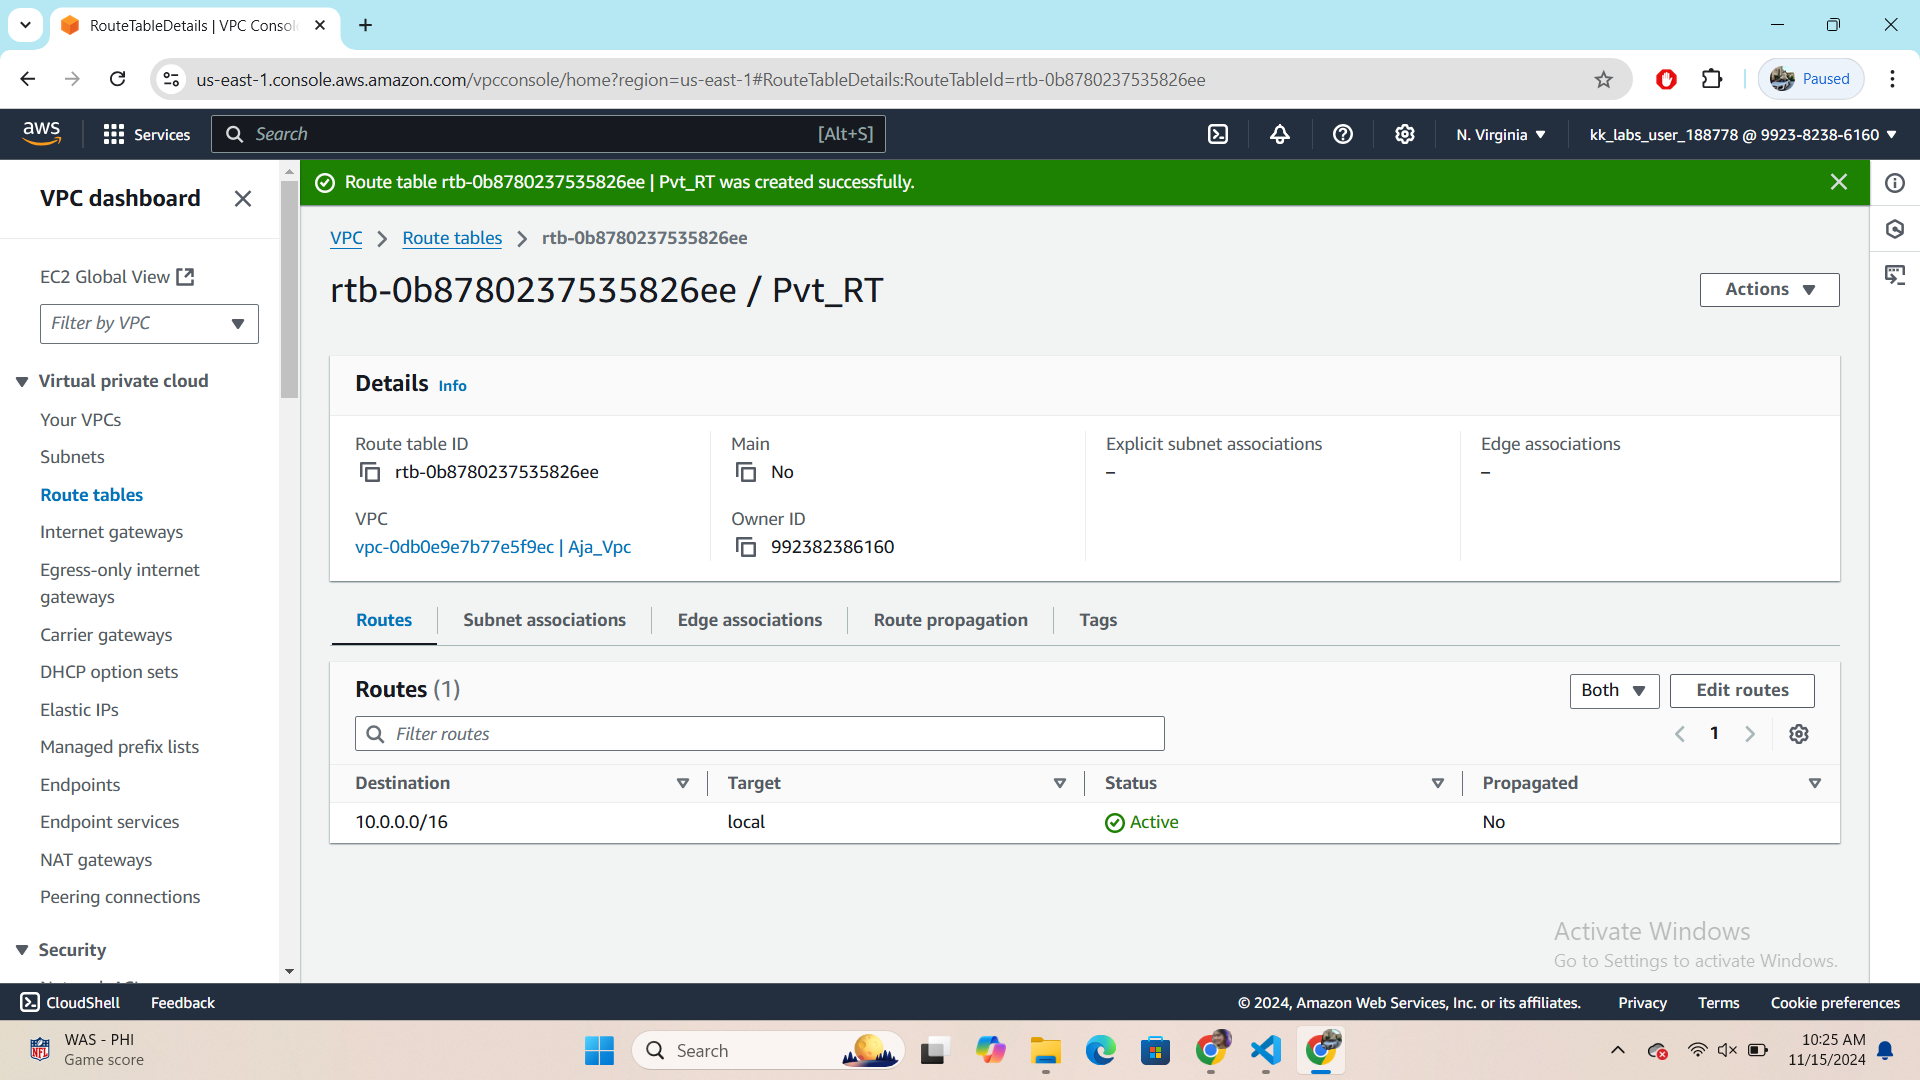 RouteTableDetails | VPC Consol
us-east-1.console.aws.amazon.com/vpcconsole/home?region=us-east-1#RouteTableDetails:RouteTableId=rtb-0b8780237535826ee
Paused
aws
Services
Search
[Alt+S]
N. Virginia
kk_labs_user_188778 @ 9923-8238-6160
VPC dashboard
EC2 Global View
Filter by VPC
Virtual private cloud
Your VPCs
Subnets
Route tables
Internet gateways
Egress-only internet
gateways
Carrier gateways
DHCP option sets
Elastic IPs
Managed prefix lists
Endpoints
Endpoint services
NAT gateways
Peering connections
Security
Route table rtb-0b8780237535826ee | Pvt_RT was created successfully.
VPC
Route tables
rtb-0b8780237535826ee
rtb-0b8780237535826ee / Pvt_RT
Actions
Details Info
Route table ID
rtb-0b8780237535826ee
Main
No
Explicit subnet associations
–
Edge associations
–
VPC
vpc-0db0e9e7b77e5f9ec | Aja_Vpc
Owner ID
992382386160
Routes
Subnet associations
Edge associations
Route propagation
Tags
Routes (1)
Both
Edit routes
Filter routes
1
Destination
Target
Status
Propagated
10.0.0.0/16
local
Active
No
Activate Windows
Go to Settings to activate Windows.
CloudShell
Feedback
© 2024, Amazon Web Services, Inc. or its affiliates.
Privacy
Terms
Cookie preferences
NFL
WAS - PHI
Game score
Search
10:25 AM
11/15/2024